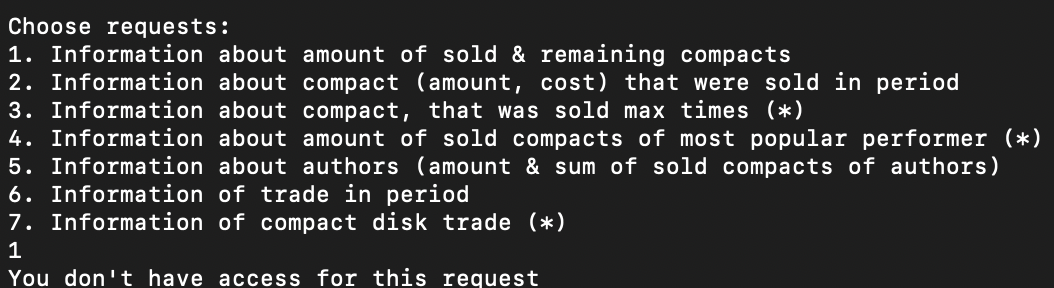 Choose requests:
1. Information about amount of sold & remaining compacts
2. Information about compact (amount, cost) that were sold in period
3. Information about compact, that was sold max times (*)
4. Information about amount of sold compacts of most popular performer (*)
5. Information about authors (amount & sum of sold compacts of authors)
6. Information of trade in period
7. Information of compact disk trade (*)
1
You don't have access for this request